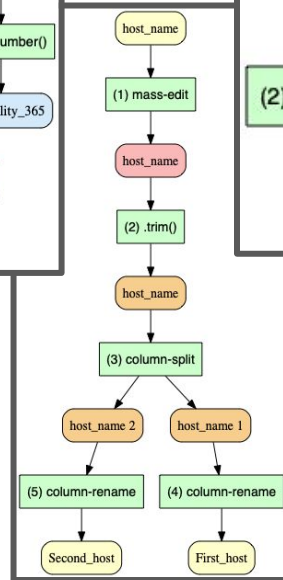 host_name
umber()
(1) mass-edit
(2)
lity_365
host_name
(2) .trim()
host_name
(3) column-split
host_name 2
host_name 1
(5) column-rename
(4) column-rename
Second_host
First_host